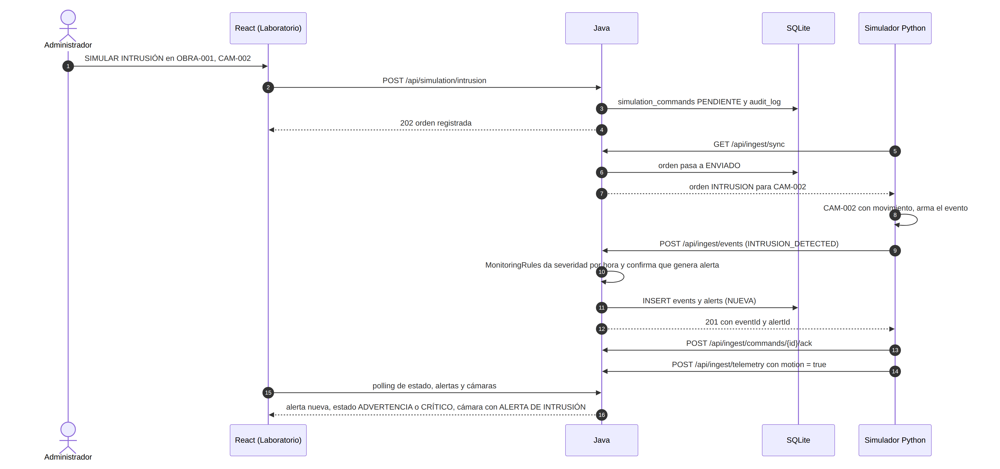 Administrador
React (Laboratorio)
Java
SQLite
Simulador Python
SIMULAR INTRUSIÓN en OBRA-001, CAM-002
1
POST /api/simulation/intrusion
2
simulation_commands PENDIENTE y audit_log
3
202 orden registrada
4
GET /api/ingest/sync
5
orden pasa a ENVIADO
6
orden INTRUSION para CAM-002
7
CAM-002 con movimiento, arma el evento
8
POST /api/ingest/events (INTRUSION_DETECTED)
9
MonitoringRules da severidad por hora y confirma que genera alerta
10
INSERT events y alerts (NUEVA)
11
201 con eventId y alertId
12
POST /api/ingest/commands/{id}/ack
13
POST /api/ingest/telemetry con motion = true
14
polling de estado, alertas y cámaras
15
alerta nueva, estado ADVERTENCIA o CRÍTICO, cámara con ALERTA DE INTRUSIÓN
16
Administrador
React (Laboratorio)
Java
SQLite
Simulador Python